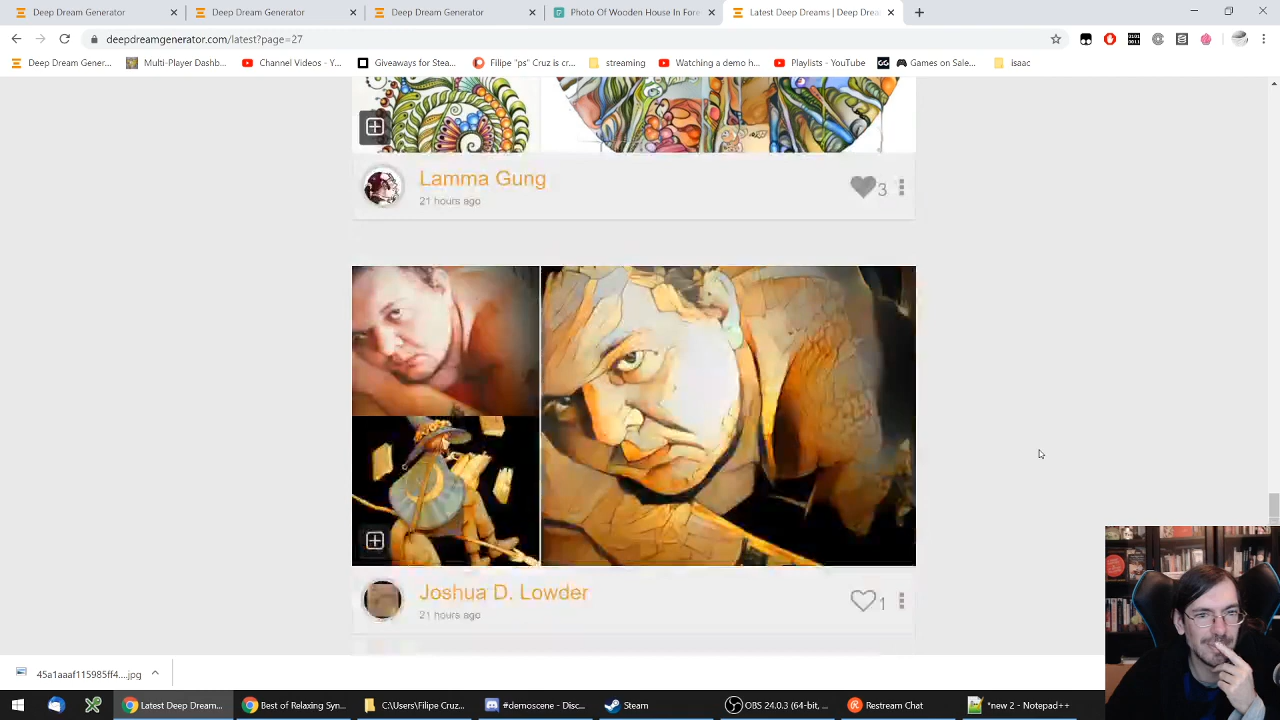 Deep Dream Generator
Deep Dream Generator
Deep Dream Generator
Photo Of Wooden House In Fore
Latest Deep Dreams | Deep Drea
deepdreamgenerator.com/latest?page=27
Deep Dream Gener...
Multi-Player Dashb...
Channel Videos - Y...
Giveaways for Stea...
Filipe "ps" Cruz is cr...
streaming
Watching a demo h...
Playlists - YouTube
GG
Games on Sale...
isaac
Lamma Gung
3
21 hours ago
Joshua D. Lowder
1
21 hours ago
45a1aaaf115985ff4....jpg
Latest Deep Dream...
Best of Relaxing Syn...
C:\Users\Filipe Cruz...
#demoscene - Disc...
Steam
OBS 24.0.3 (64-bit, ...
Restream Chat
*new 2 - Notepad++